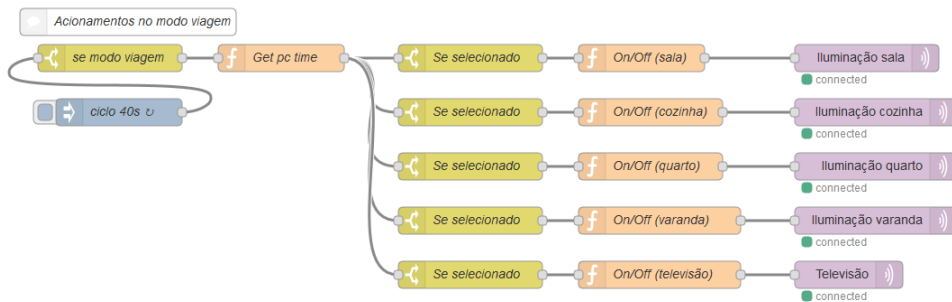 Acionamentos no modo viagem
se modo viagem
Get pc time
Se selecionado
On/Off (sala)
Iluminação sala
connected
ciclo 40s ↻
Se selecionado
On/Off (cozinha)
Iluminação cozinha
connected
Se selecionado
On/Off (quarto)
Iluminação quarto
connected
Se selecionado
On/Off (varanda)
Iluminação varanda
connected
Se selecionado
On/Off (televisão)
Televisão
connected